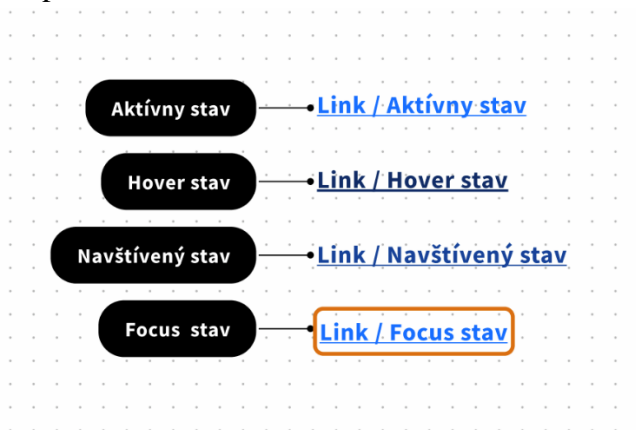 Aktívny stav
Link / Aktívny stav
Hover stav
Link / Hover stav
Navštívený stav
Link / Navštívený stav
Focus stav
Link / Focus stav